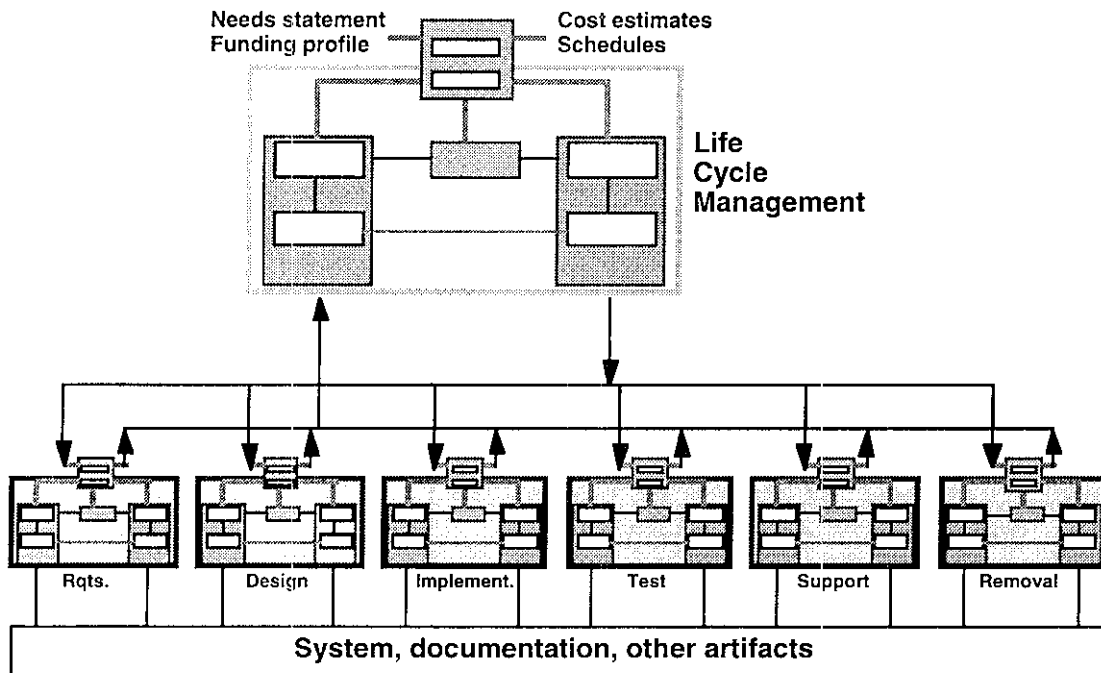 Needs statement
Funding profile
Cost estimates
Schedules
Life
Cycle
Management
Rqts.
Design
Implement.
Test
Support
Removal
System, documentation, other artifacts